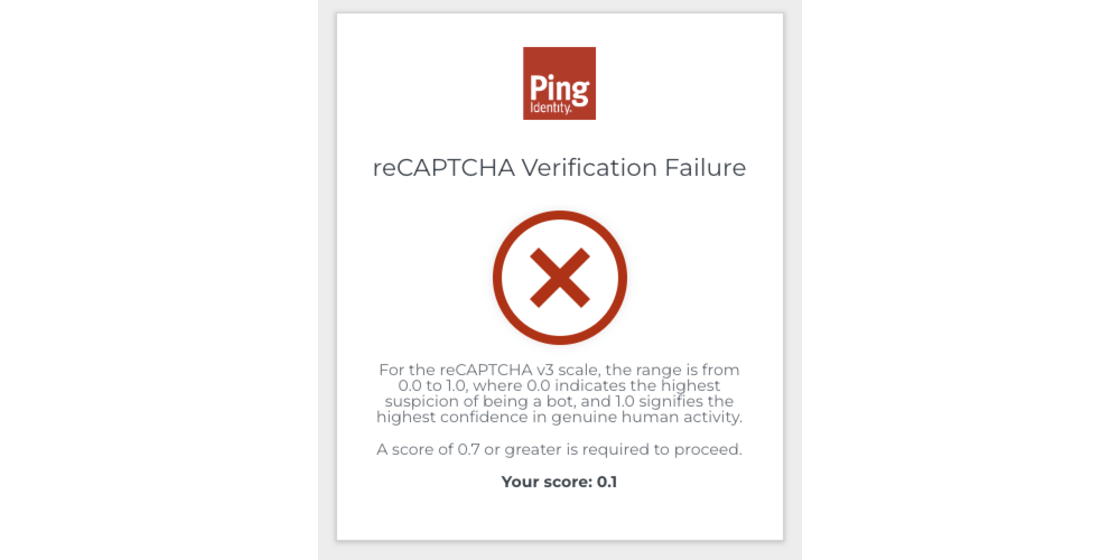 Ping
Identity.
reCAPTCHA Verification Failure
For the reCAPTCHA v3 scale, the range is from
0.0 to 1.0, where 0.0 indicates the highest
suspicion of being a bot, and 1.0 signifies the
highest confidence in genuine human activity.
A score of 0.7 or greater is required to proceed.
Your score: 0.1